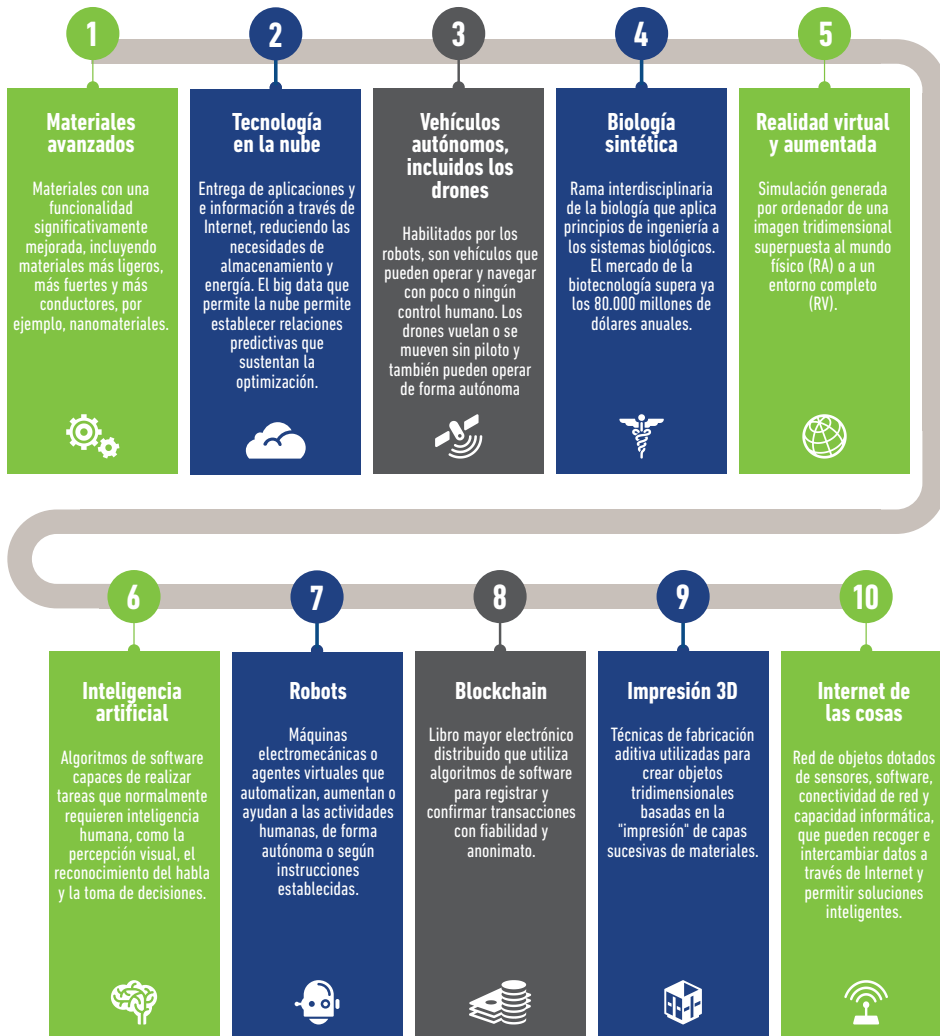 1
Materiales
avanzados
Materiales con una
funcionalidad
significativamente
mejorada, incluyendo
materiales más ligeros,
más fuertes y más
conductores, por
ejemplo, nanomateriales.
2
Tecnología
en la nube
Entrega de aplicaciones y
e información a través de
Internet, reduciendo las
necesidades de
almacenamiento y
energía. El big data que
permite la nube permite
establecer relaciones
predictivas que
sustentan la
optimización.
3
Vehículos
autónomos,
incluidos los
drones
Habilitados por los
robots, son vehículos que
pueden operar y navegar
con poco o ningún
control humano. Los
drones vuelan o se
mueven sin piloto y
también pueden operar
de forma autónoma
4
Biología
sintética
Rama interdisciplinaria
de la biología que aplica
principios de ingeniería a
los sistemas biológicos.
El mercado de la
biotecnología supera ya
los 80.000 millones de
dólares anuales.
5
Realidad virtual
y aumentada
Simulación generada
por ordenador de una
imagen tridimensional
superpuesta al mundo
físico (RA) o a un
entorno completo
(RV).
6
Inteligencia
artificial
Algoritmos de software
capaces de realizar
tareas que normalmente
requieren inteligencia
humana, como la
percepción visual, el
reconocimiento del habla
y la toma de decisiones.
7
Robots
Máquinas
electromecánicas o
agentes virtuales que
automatizan, aumentan o
ayudan a las actividades
humanas, de forma
autónoma o según
instrucciones
establecidas.
8
Blockchain
Libro mayor electrónico
distribuido que utiliza
algoritmos de software
para registrar y
confirmar transacciones
con fiabilidad y
anonimato.
9
Impresión 3D
Técnicas de fabricación
aditiva utilizadas para
crear objetos
tridimensionales
basadas en la
"impresión" de capas
sucesivas de materiales.
10
Internet de
las cosas
Red de objetos dotados
de sensores, software,
conectividad de red y
capacidad informática,
que pueden recoger e
intercambiar datos a
través de Internet y
permitir soluciones
inteligentes.